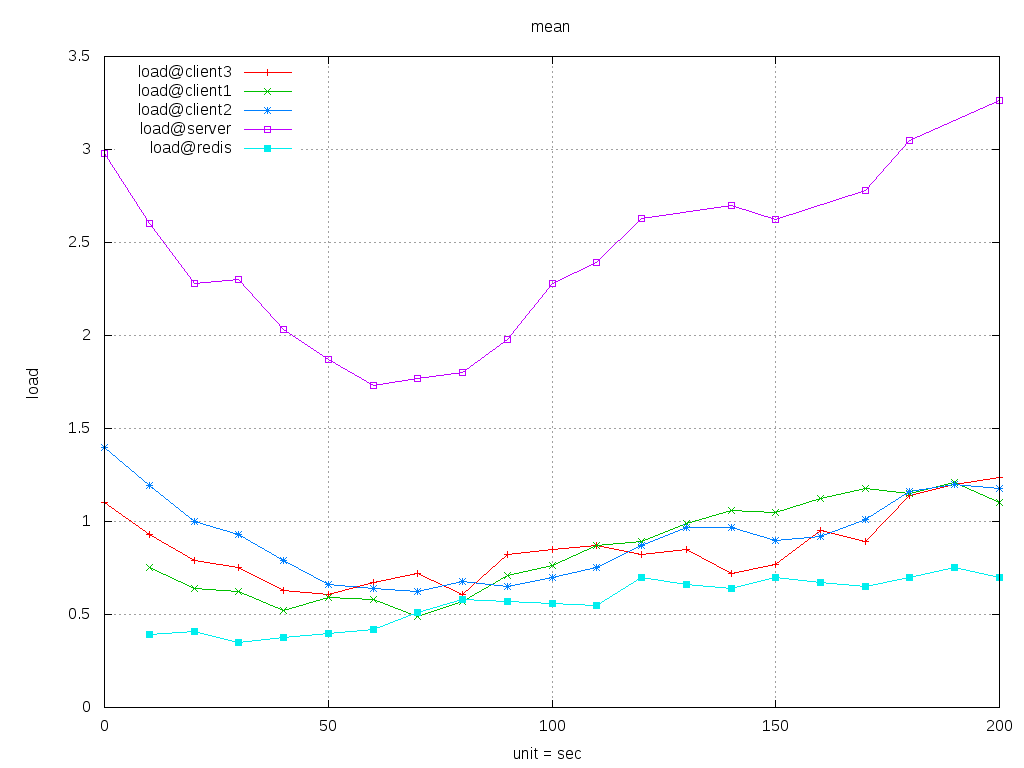 mean
3.5
3
2.5
2
1.5
1
0.5
0
load
load@client3
load@client1
load@client2
load@server
load@redis
0 50 100 150 200
unit = sec